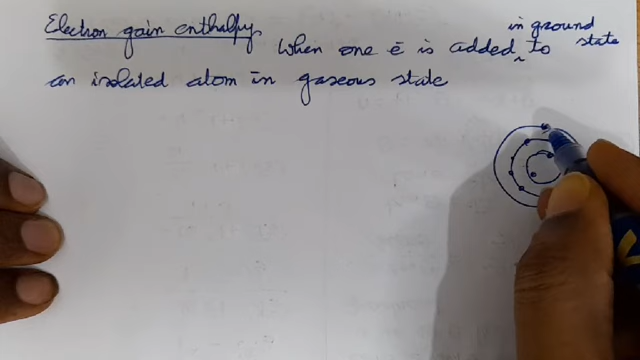 Electron gain enthalpy. When one ē is added ^ to
in ground state
an isolated atom in gaseous state